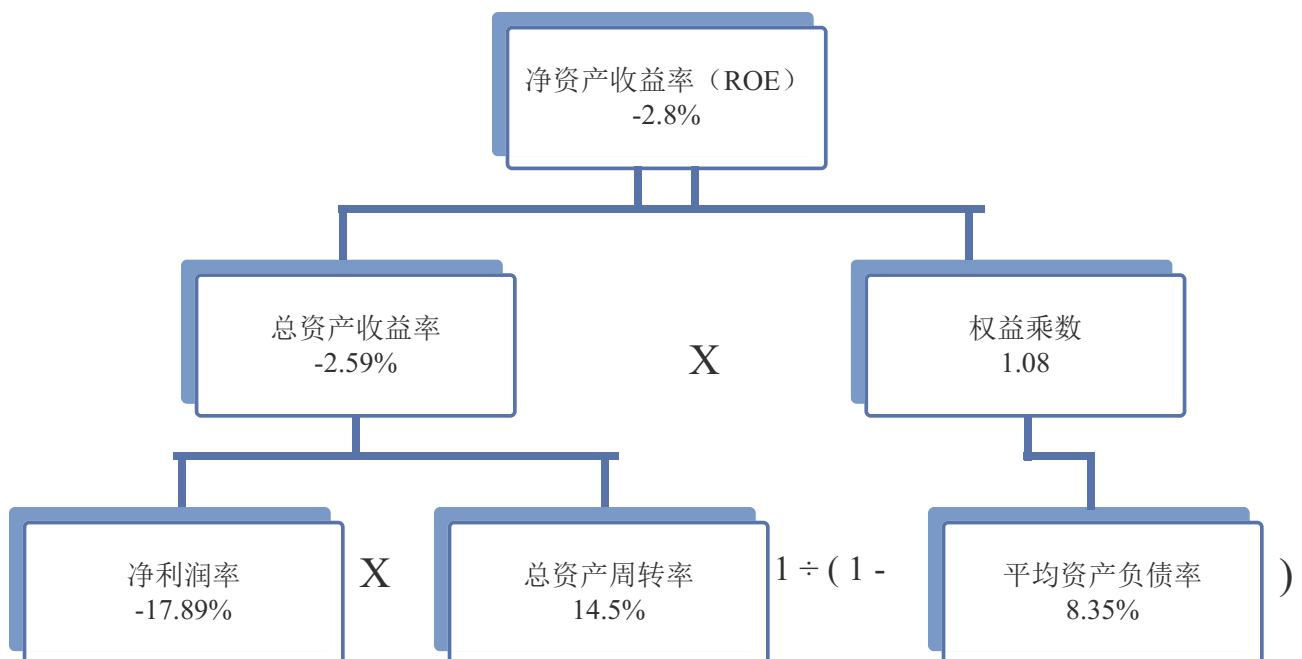 净资产收益率（ROE）
-2.8%
总资产收益率
-2.59%
X
权益乘数
1.08
净利润率
-17.89%
X
总资产周转率
14.5%
1 ÷ ( 1 -
平均资产负债率
8.35%
)